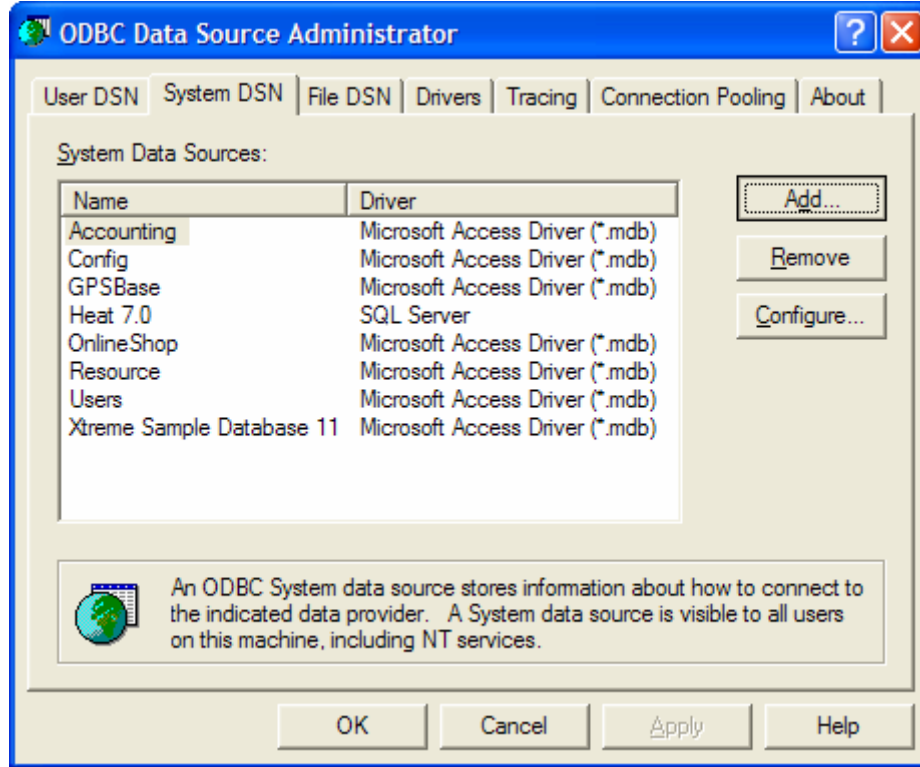 ODBC Data Source Administrator
User DSN System DSN File DSN Drivers Tracing Connection Pooling About
System Data Sources:
Name Driver
Accounting Microsoft Access Driver (*.mdb)
Config Microsoft Access Driver (*.mdb)
GPSBase Microsoft Access Driver (*.mdb)
Heat 7.0 SQL Server
OnlineShop Microsoft Access Driver (*.mdb)
Resource Microsoft Access Driver (*.mdb)
Users Microsoft Access Driver (*.mdb)
Xtreme Sample Database 11 Microsoft Access Driver (*.mdb)
Add...
Remove
Configure...
An ODBC System data source stores information about how to connect to
the indicated data provider. A System data source is visible to all users
on this machine, including NT services.
OK Cancel Apply Help